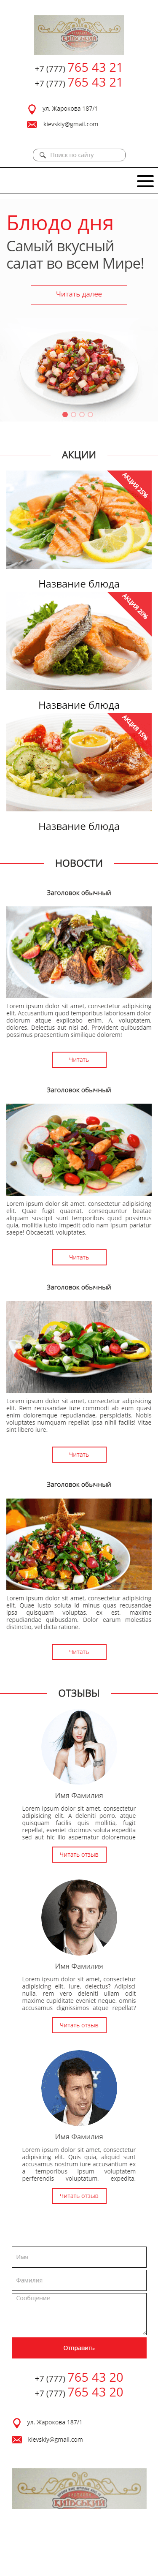 КИЇВСЬКИЙ
+7 (777) 765 43 21
+7 (777) 765 43 21
ул. Жарокова 187/1
kievskiy@gmail.com
Поиск по сайту
Блюдо дня
Самый вкусный
салат во всем Мире!
Читать далее
АКЦИИ
АКЦИЯ 25%
Название блюда
АКЦИЯ 20%
Название блюда
АКЦИЯ 15%
Название блюда
НОВОСТИ
Заголовок обычный
Lorem ipsum dolor sit amet, consectetur adipisicing
elit. Accusantium quod temporibus laboriosam dolor
dolorum atque explicabo enim. A, voluptatem,
dolores. Delectus aut nisi ad. Provident quibusdam
possimus praesentium similique dolorem!
Читать
Заголовок обычный
Lorem ipsum dolor sit amet, consectetur adipisicing
elit. Quae fugit quaerat, consequuntur beatae
aliquam suscipit sunt temporibus quod possimus
quia, mollitia iusto impedit odio nam ipsum pariatur
saepe! Obcaecati, voluptates.
Читать
Заголовок обычный
Lorem ipsum dolor sit amet, consectetur adipisicing
elit. Rem recusandae iure commodi ab eum quasi
enim doloremque repudiandae, perspiciatis. Nobis
voluptates numquam repellat ipsa nihil facilis! Vitae
sint libero iure.
Читать
Заголовок обычный
Lorem ipsum dolor sit amet, consectetur adipisicing
elit. Quae iusto soluta id minus quas recusandae
ipsa quisquam voluptas, ex est, maxime
repudiandae quibusdam. Dolor earum molestias
distinctio, vel dicta ratione.
Читать
ОТЗЫВЫ
Имя Фамилия
Lorem ipsum dolor sit amet, consectetur
adipisicing elit. A deleniti porro, atque
quisquam facilis quis mollitia, fugit
repellat, eveniet ducimus soluta expedita
sed aut hic illo aspernatur doloremque
Читать отзыв
Имя Фамилия
Lorem ipsum dolor sit amet, consectetur
adipisicing elit. Iure, delectus? Adipisci
nulla, rem vero deleniti ullam odit
maxime cupiditate eveniet neque, omnis
accusamus dignissimos atque repellat?
Читать отзыв
Имя Фамилия
Lorem ipsum dolor sit amet, consectetur
adipisicing elit. Quis quia, aliquid sunt
accusamus nostrum iure accusantium ex
a temporibus ipsum voluptatem
perferendis voluptatum, expedita,
Читать отзыв
Имя
Фамилия
Сообщение
Отправить
+7 (777) 765 43 20
+7 (777) 765 43 20
ул. Жарокова 187/1
kievskiy@gmail.com
КИЇВСЬКИЙ